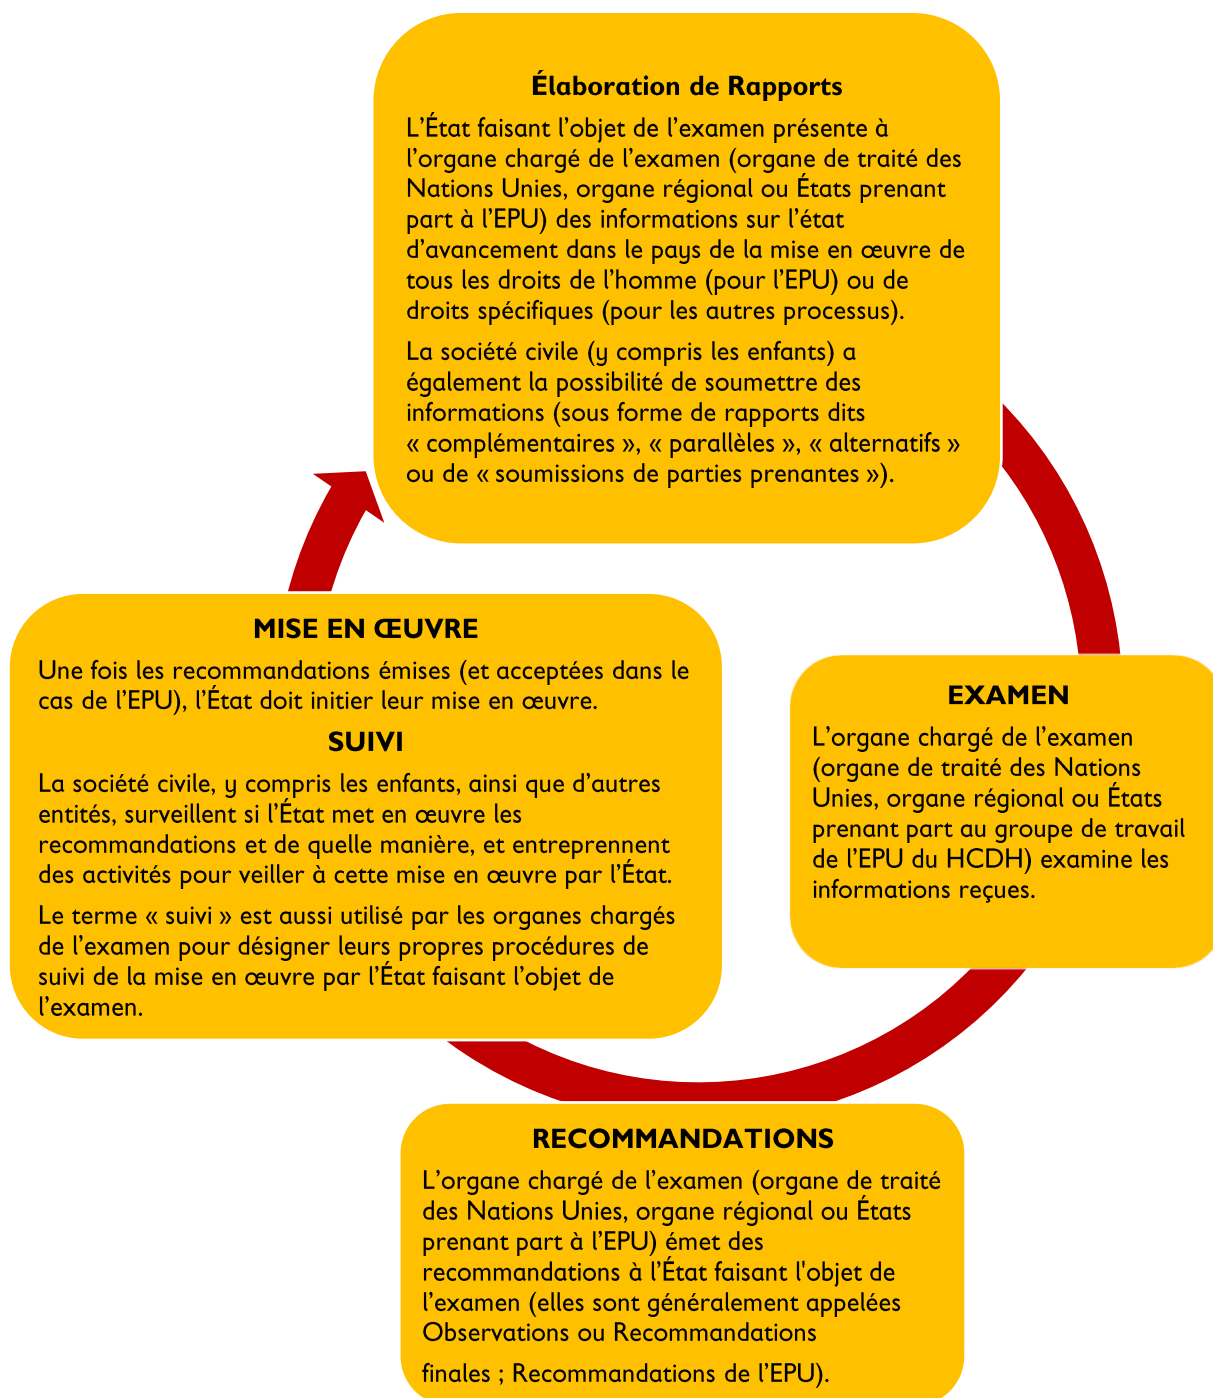 Élaboration de Rapports
L’État faisant l’objet de l’examen présente à
l’organe chargé de l’examen (organe de traité des
Nations Unies, organe régional ou États prenant
part à l’EPU) des informations sur l’état
d’avancement dans le pays de la mise en œuvre de
tous les droits de l’homme (pour l’EPU) ou de
droits spécifiques (pour les autres processus).
La société civile (y compris les enfants) a
également la possibilité de soumettre des
informations (sous forme de rapports dits
« complémentaires », « parallèles », « alternatifs »
ou de « soumissions de parties prenantes »).
EXAMEN
L’organe chargé de l’examen
(organe de traité des Nations
Unies, organe régional ou États
prenant part au groupe de travail
de l’EPU du HCDH) examine les
informations reçues.
RECOMMANDATIONS
L’organe chargé de l’examen (organe de traité
des Nations Unies, organe régional ou États
prenant part à l’EPU) émet des
recommandations à l’État faisant l'objet de
l’examen (elles sont généralement appelées
Observations ou Recommandations
finales ; Recommandations de l’EPU).
MISE EN ŒUVRE
Une fois les recommandations émises (et acceptées dans le
cas de l’EPU), l’État doit initier leur mise en œuvre.
SUIVI
La société civile, y compris les enfants, ainsi que d’autres
entités, surveillent si l’État met en œuvre les
recommandations et de quelle manière, et entreprennent
des activités pour veiller à cette mise en œuvre par l’État.
Le terme « suivi » est aussi utilisé par les organes chargés
de l’examen pour désigner leurs propres procédures de
suivi de la mise en œuvre par l’État faisant l’objet de
l’examen.